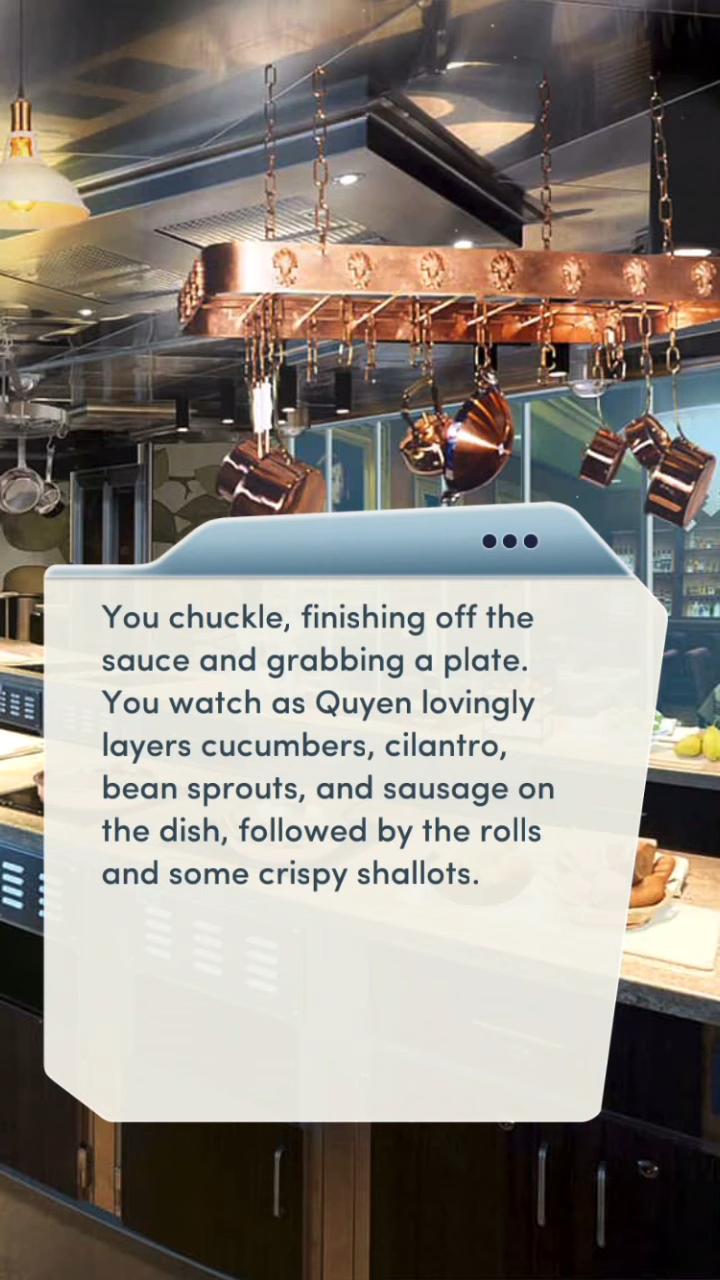 You chuckle, finishing off the
sauce and grabbing a plate.
You watch as Quyen lovingly
layers cucumbers, cilantro,
bean sprouts, and sausage on
the dish, followed by the rolls
and some crispy shallots.